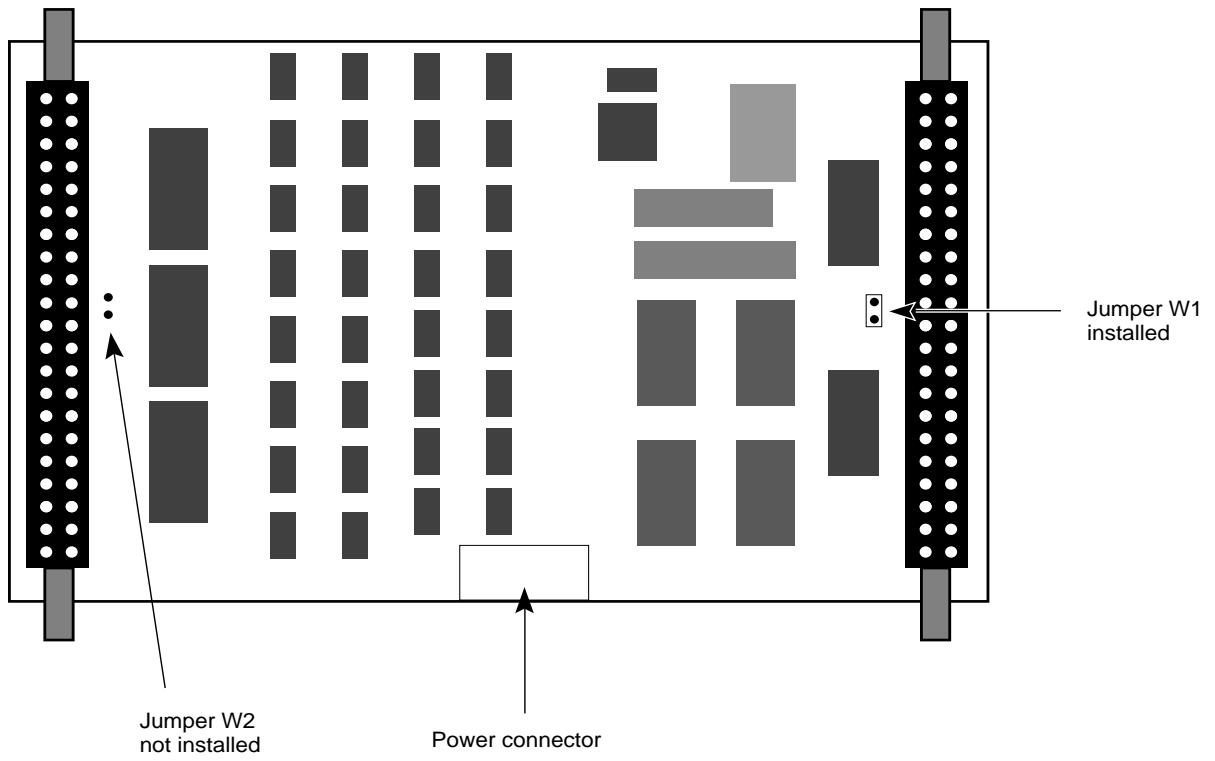 Jumper W1
installed
Jumper W2
not installed
Power connector